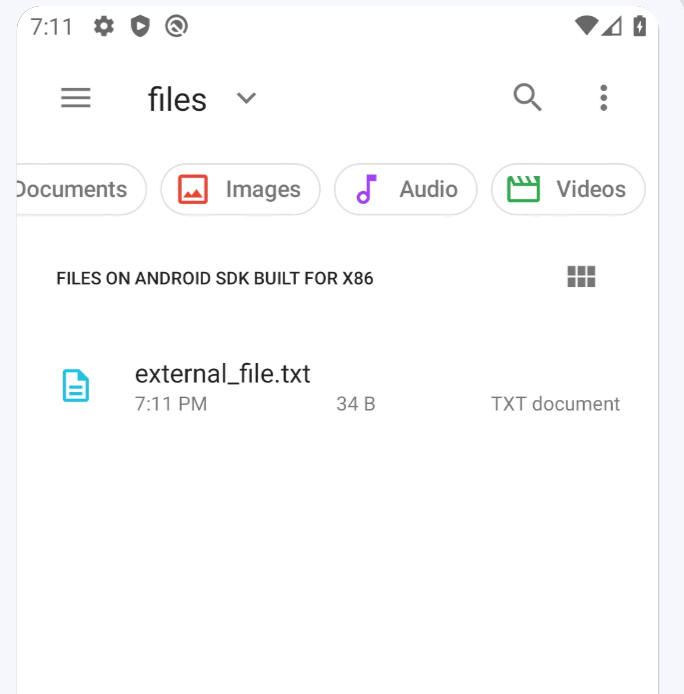 7:11
files
Documents Images Audio Videos
FILES ON ANDROID SDK BUILT FOR X86
external_file.txt
7:11 PM 34 B TXT document